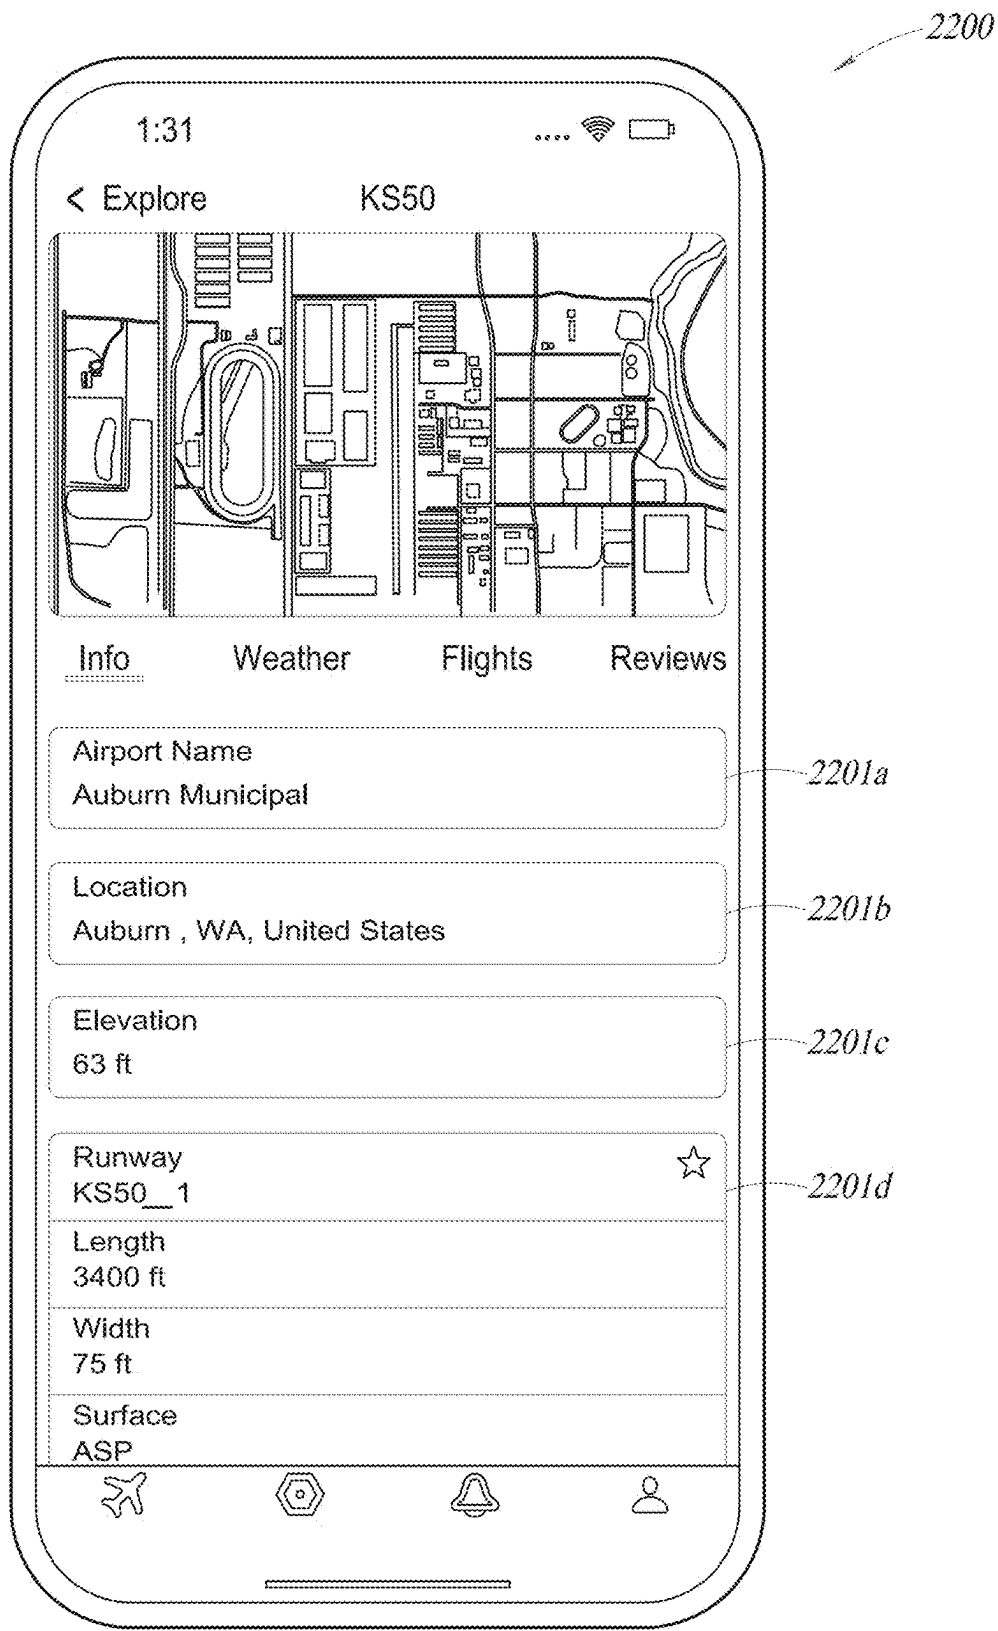 2200
1:31
< Explore KS50
Info Weather Flights Reviews
Airport Name
Auburn Municipal
2201a
Location
Auburn , WA, United States
2201b
Elevation
63 ft
2201c
Runway
KS50__1
2201d
Length
3400 ft
Width
75 ft
Surface
ASP